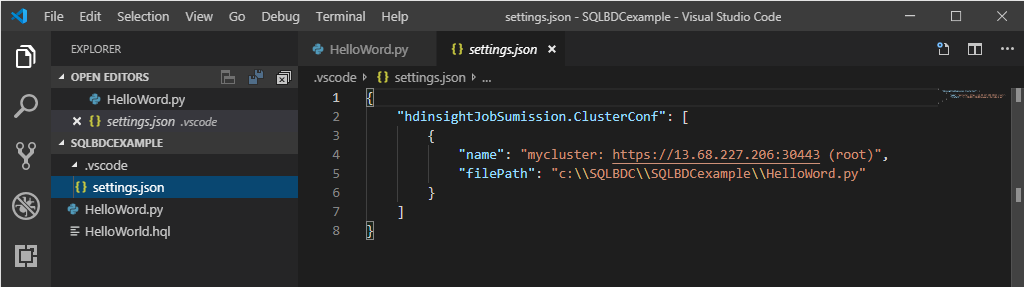 File Edit Selection View Go Debug Terminal Help settings.json - SQLBDCexample - Visual Studio Code
EXPLORER
OPEN EDITORS
HelloWord.py
settings.json .vscode
SQLBDCEXAMPLE
.vscode
{} settings.json
HelloWord.py
HelloWorld.hql
HelloWord.py {} settings.json
.vscode {} settings.json ...
1 {
2 "hdinsightJobSumission.ClusterConf": [
3 {
4 "name": "mycluster: https://13.68.227.206:30443 (root)",
5 "filePath": "c:\\SQLBDC\\SQLBDCexample\\HelloWord.py"
6 }
7 ]
8 }